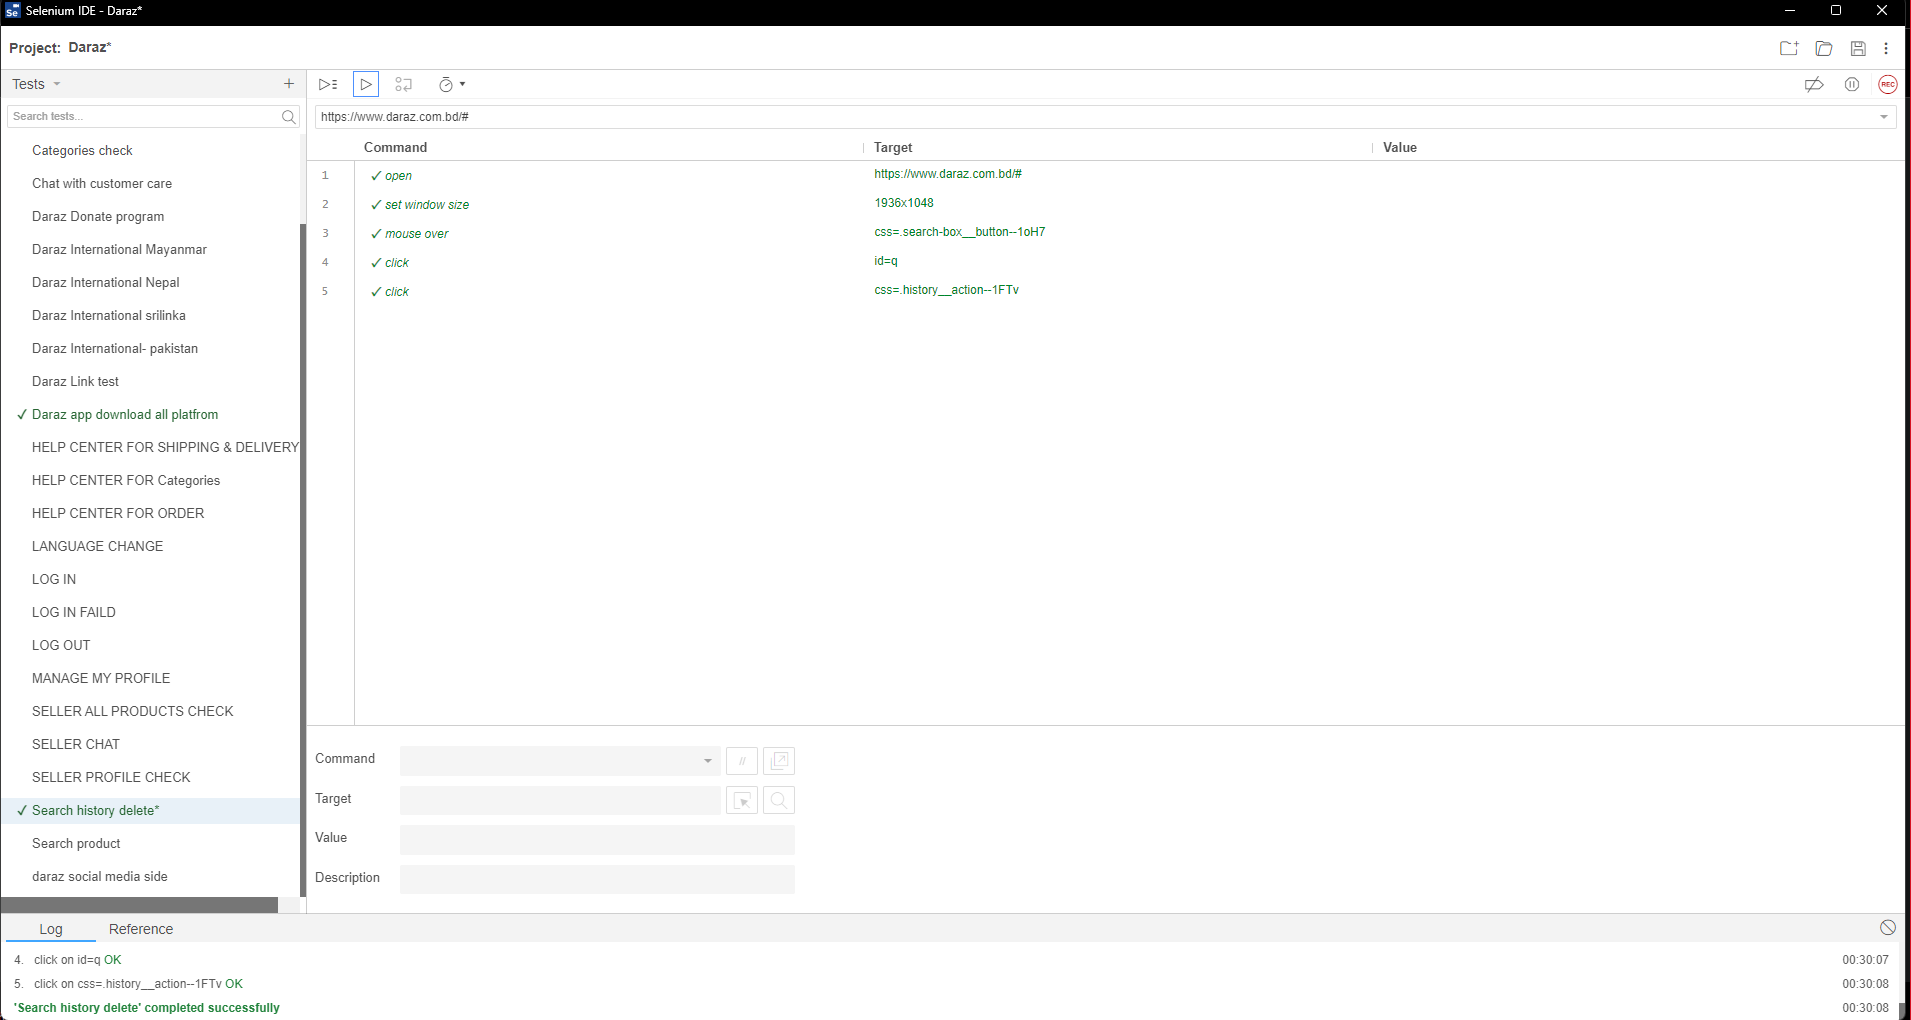 Se Selenium IDE - Daraz*
Project: Daraz*
Tests
Search tests...
Categories check
Chat with customer care
Daraz Donate program
Daraz International Mayanmar
Daraz International Nepal
Daraz International srilinka
Daraz International- pakistan
Daraz Link test
✓ Daraz app download all platfrom
HELP CENTER FOR SHIPPING & DELIVERY
HELP CENTER FOR Categories
HELP CENTER FOR ORDER
LANGUAGE CHANGE
LOG IN
LOG IN FAILD
LOG OUT
MANAGE MY PROFILE
SELLER ALL PRODUCTS CHECK
SELLER CHAT
SELLER PROFILE CHECK
✓ Search history delete*
Search product
daraz social media side
REC
https://www.daraz.com.bd/#
Command Target Value
1 ✓ open https://www.daraz.com.bd/#
2 ✓ set window size 1936x1048
3 ✓ mouse over css=.search-box__button--1oH7
4 ✓ click id=q
5 ✓ click css=.history__action--1FTv
Command //
Target
Value
Description
Log Reference
4. click on id=q OK 00:30:07
5. click on css=.history__action--1FTv OK 00:30:08
'Search history delete' completed successfully 00:30:08